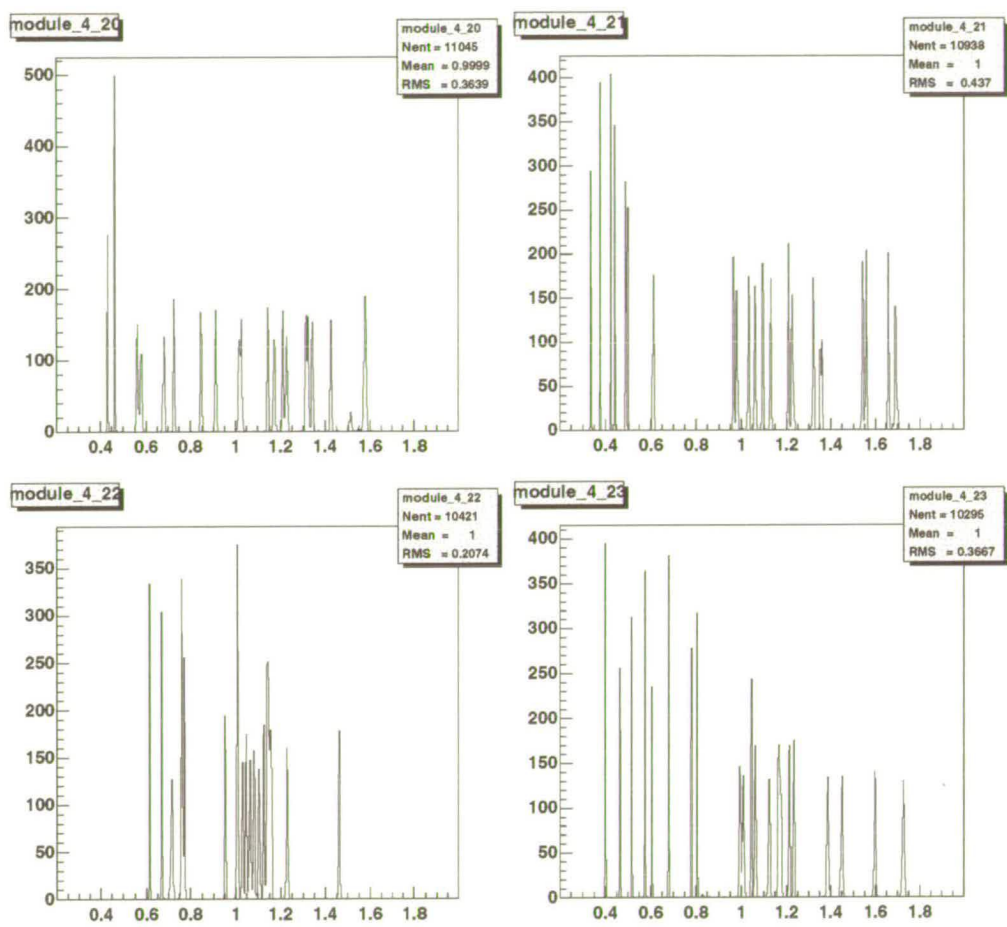 module_4_20
module_4_20
Nent = 11045
Mean = 0.9999
RMS = 0.3639
500
400
300
200
100
0
0.4 0.6 0.8 1 1.2 1.4 1.6 1.8
module_4_21
module_4_21
Nent = 10938
Mean = 1
RMS = 0.437
400
350
300
250
200
150
100
50
0
0.4 0.6 0.8 1 1.2 1.4 1.6 1.8
module_4_22
module_4_22
Nent = 10421
Mean = 1
RMS = 0.2074
350
300
250
200
150
100
50
0
0.4 0.6 0.8 1 1.2 1.4 1.6 1.8
module_4_23
module_4_23
Nent = 10295
Mean = 1
RMS = 0.3667
400
350
300
250
200
150
100
50
0
0.4 0.6 0.8 1 1.2 1.4 1.6 1.8